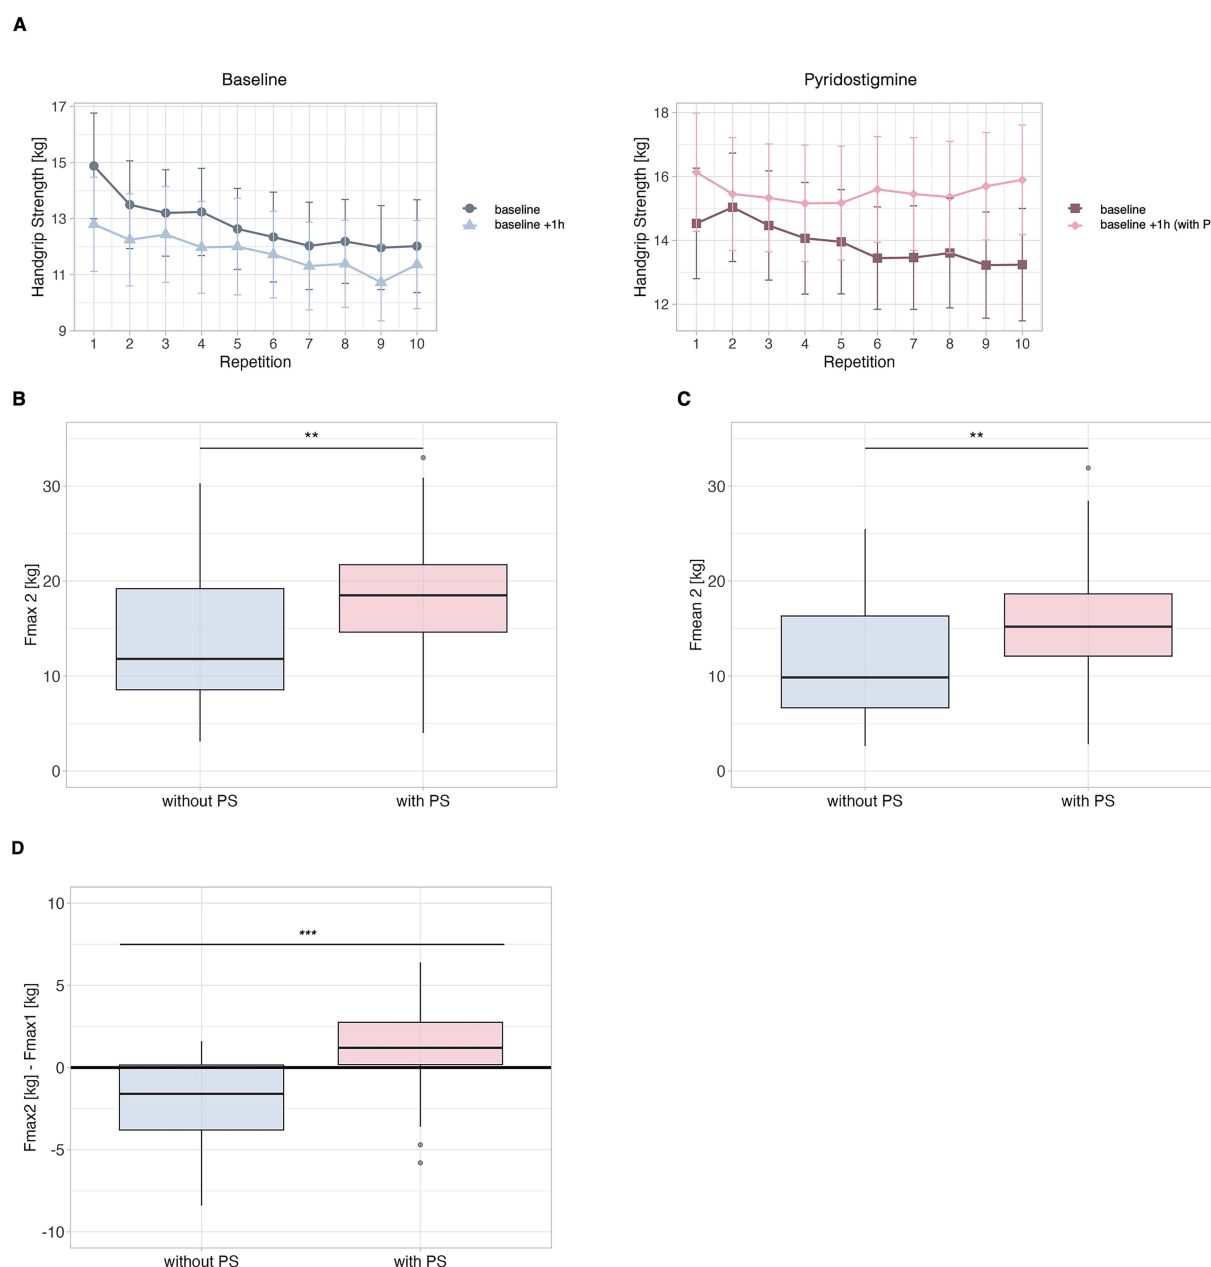 A
Baseline
Handgrip Strength [kg]
17
15
13
11
9
1 2 3 4 5 6 7 8 9 10
Repetition
baseline
baseline +1h
Pyridostigmine
Handgrip Strength [kg]
18
16
14
12
1 2 3 4 5 6 7 8 9 10
Repetition
baseline
baseline +1h (with P
B
**
Fmax 2 [kg]
30
20
10
0
without PS with PS
C
**
Fmean 2 [kg]
30
20
10
0
without PS with PS
D
***
Fmax2 [kg] - Fmax1 [kg]
10
5
0
-5
-10
without PS with PS